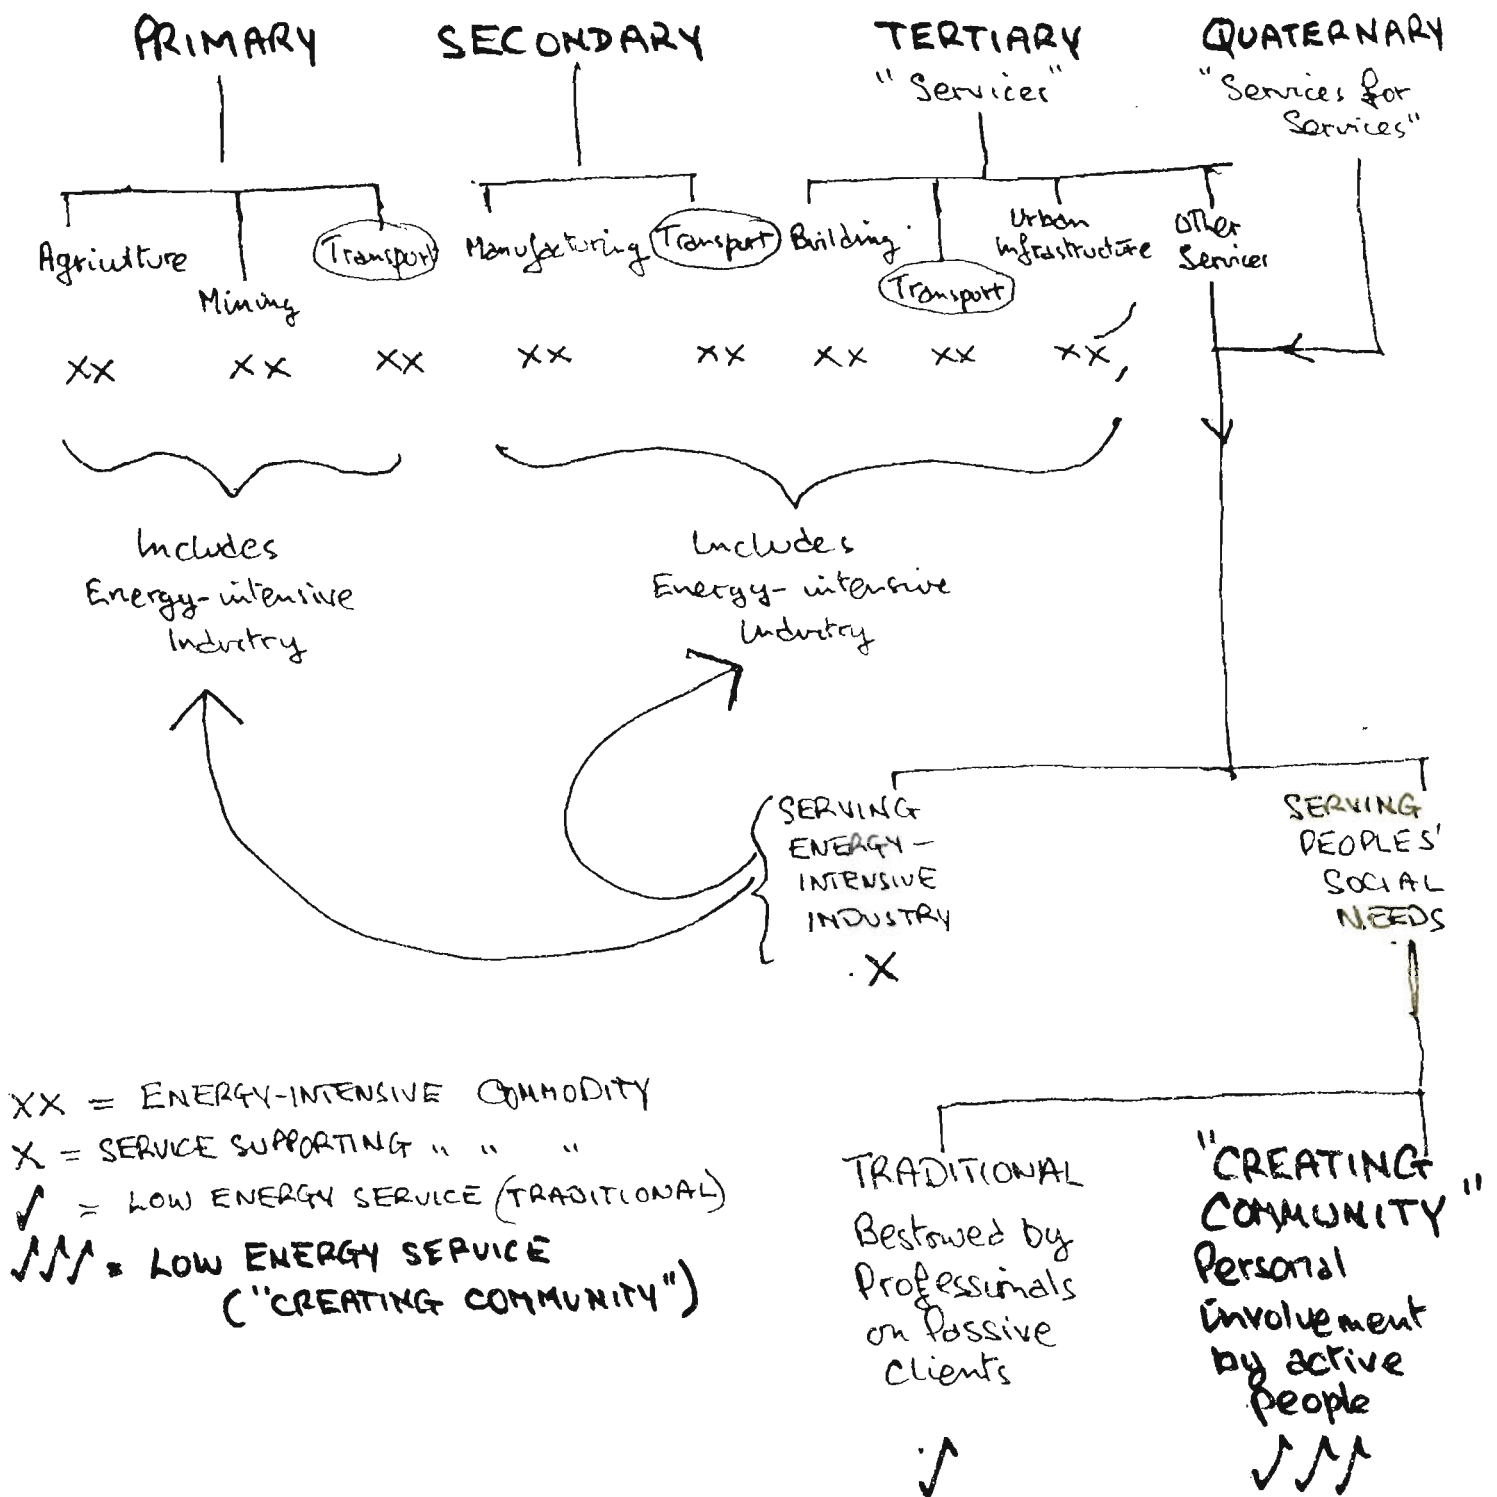 PRIMARY SECONDARY TERTIARY QUATERNARY
"Services" "Services for
Services"
Agriculture
Mining
Transport
Manufacturing
Transport
Building
Transport
Urban
Infrastructure
Other
Services
XX XX XX XX XX XX XX XX
Includes
Energy-intensive
Industry
Includes
Energy-intensive
Industry
SERVING
ENERGY-
INTENSIVE
INDUSTRY
X
SERVING
PEOPLES'
SOCIAL
NEEDS
XX = ENERGY-INTENSIVE COMMODITY
X = SERVICE SUPPORTING " " "
✓ = LOW ENERGY SERVICE (TRADITIONAL)
✓✓✓ = LOW ENERGY SERVICE
("CREATING COMMUNITY")
TRADITIONAL
Bestowed by
Professionals
on Passive
Clients
✓
"CREATING
COMMUNITY"
Personal
involvement
by active
people
✓✓✓